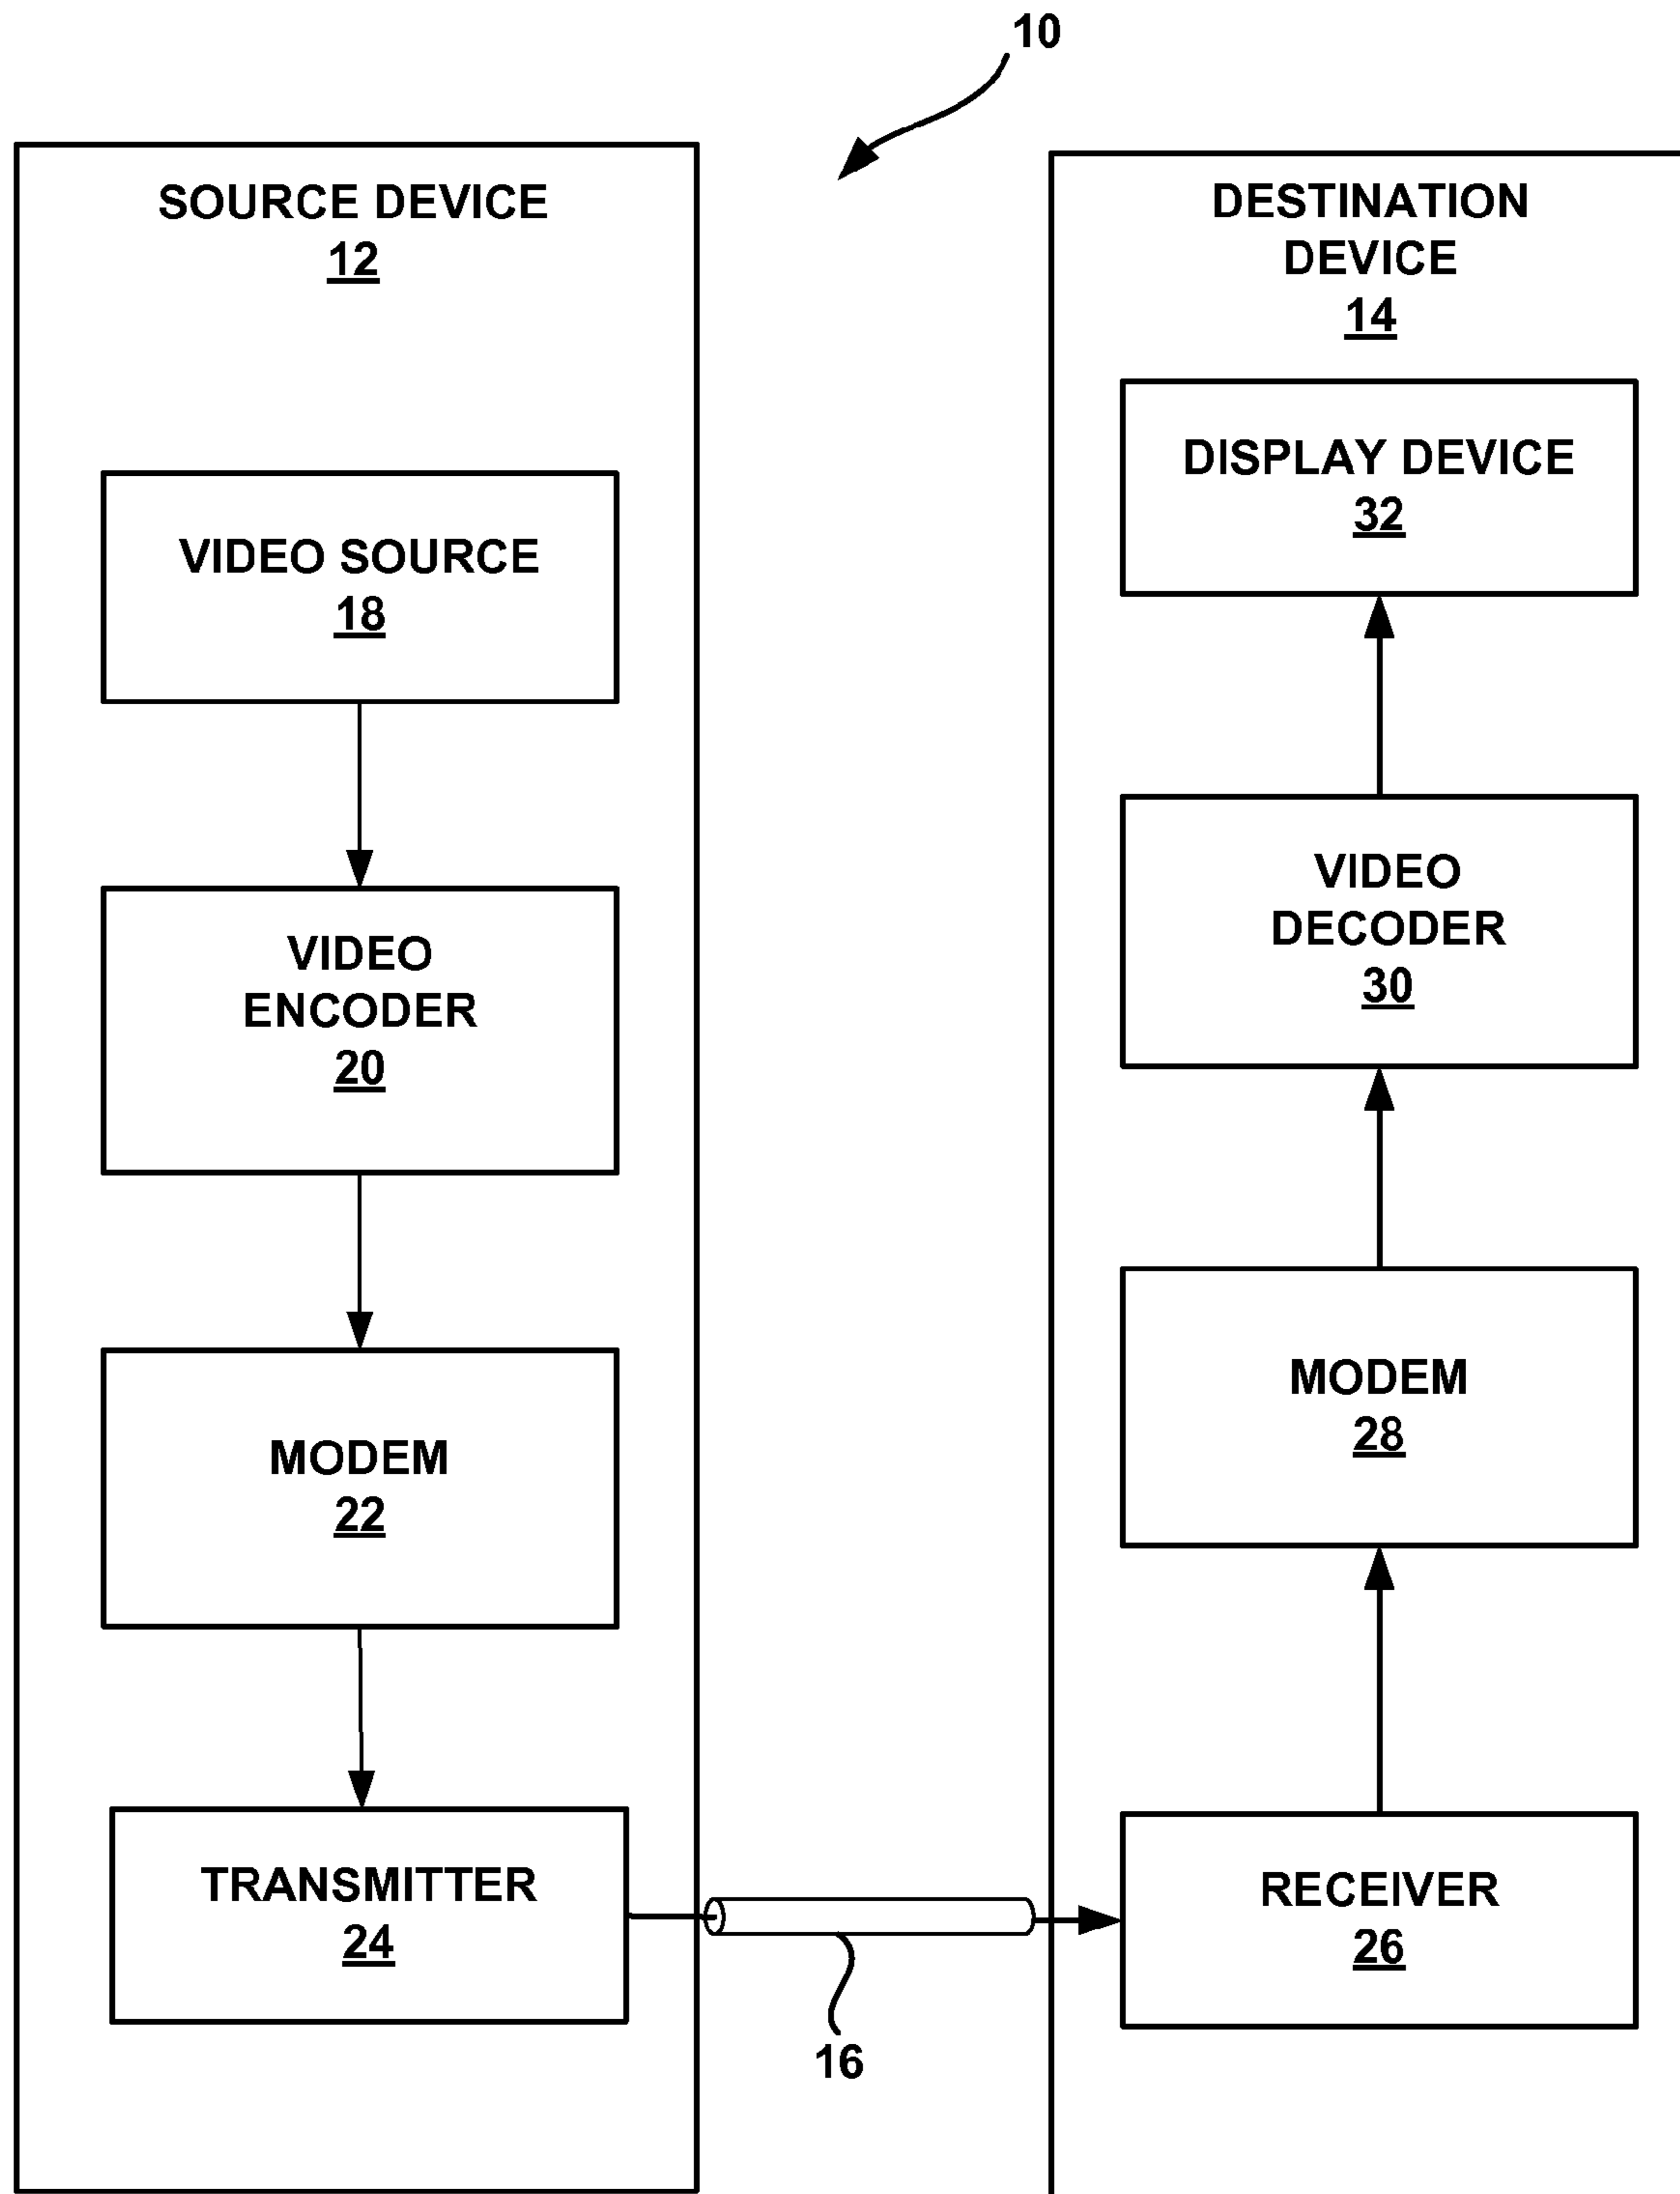 10
SOURCE DEVICE
12
VIDEO SOURCE
18
VIDEO
ENCODER
20
MODEM
22
TRANSMITTER
24
16
DESTINATION
DEVICE
14
DISPLAY DEVICE
32
VIDEO
DECODER
30
MODEM
28
RECEIVER
26